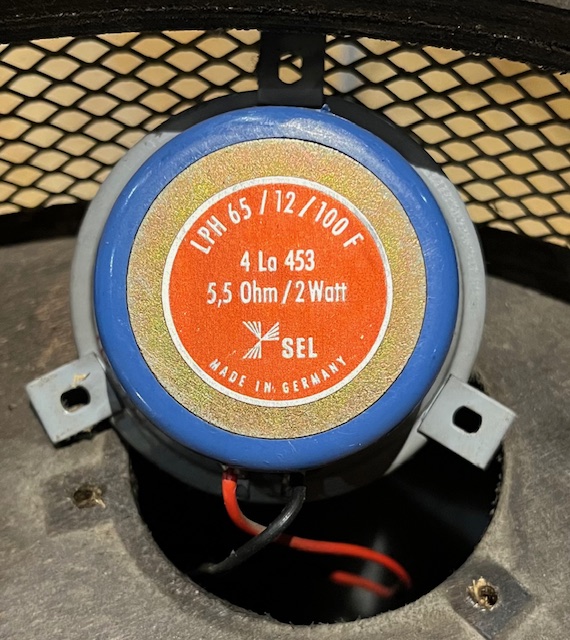 LPH 65/12/100 F
4 La 453
5,5 Ohm/2 Watt
SEL
MADE IN GERMANY